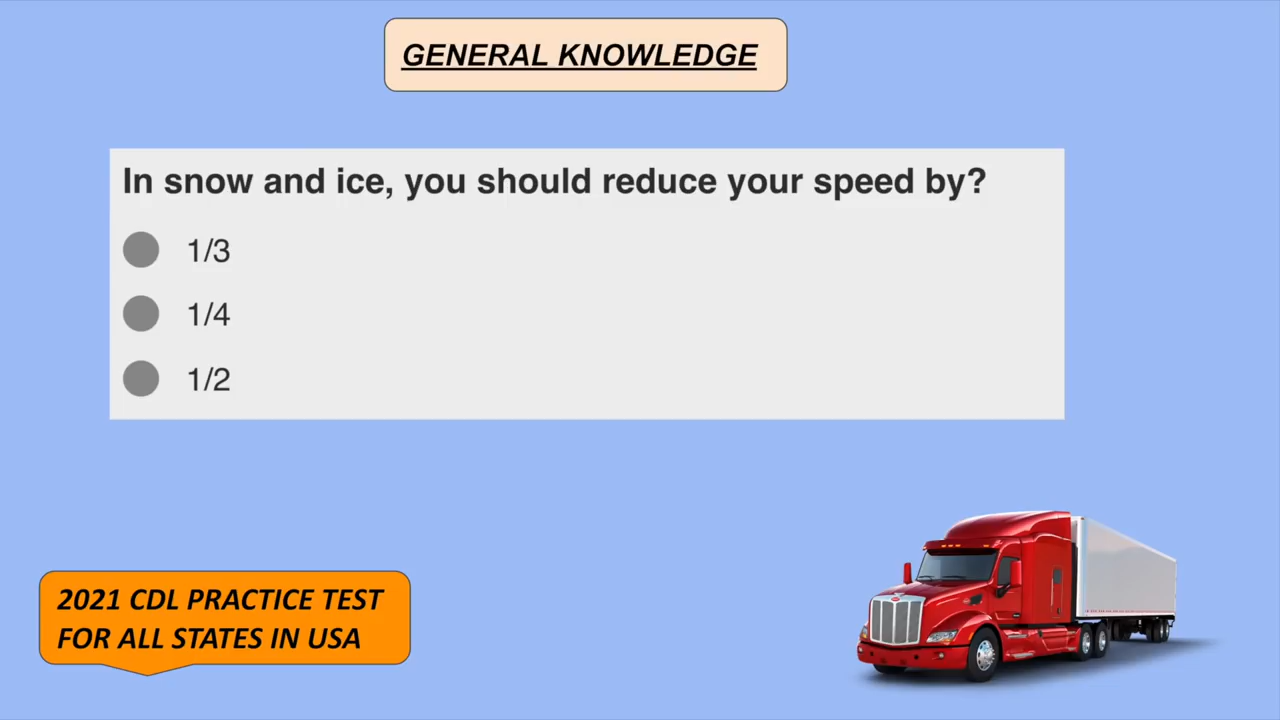 GENERAL KNOWLEDGE
In snow and ice, you should reduce your speed by?
1/3
1/4
1/2
2021 CDL PRACTICE TEST
FOR ALL STATES IN USA